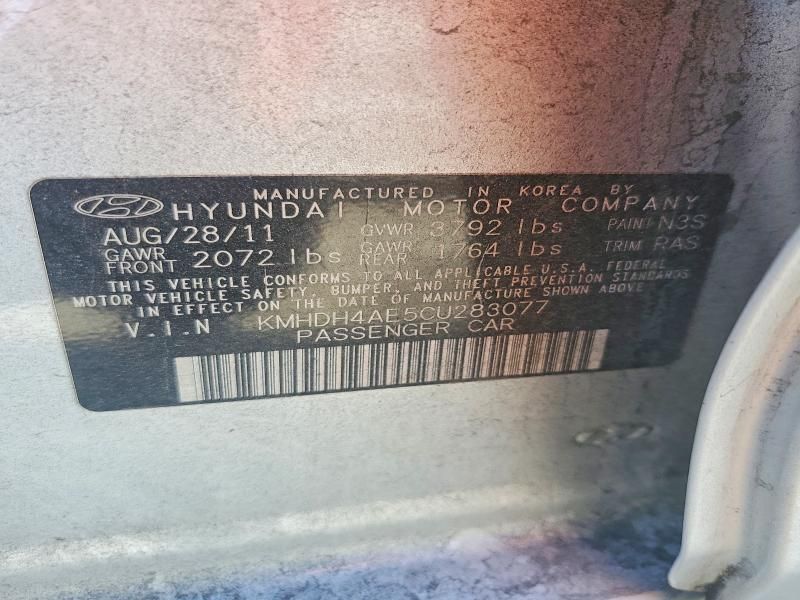 MANUFACTURED IN KOREA BY
HYUNDAI MOTOR COMPANY
AUG/28/11 GVWR 3792 lbs PAINT N3S
GAWR FRONT 2072 lbs GAWR REAR 1764 lbs TRIM RAS
THIS VEHICLE CONFORMS TO ALL APPLICABLE U.S.A. FEDERAL
MOTOR VEHICLE SAFETY, BUMPER, AND THEFT PREVENTION STANDARDS
IN EFFECT ON THE DATE OF MANUFACTURE SHOWN ABOVE
V.I.N KMHDH4AE5CU283077
PASSENGER CAR